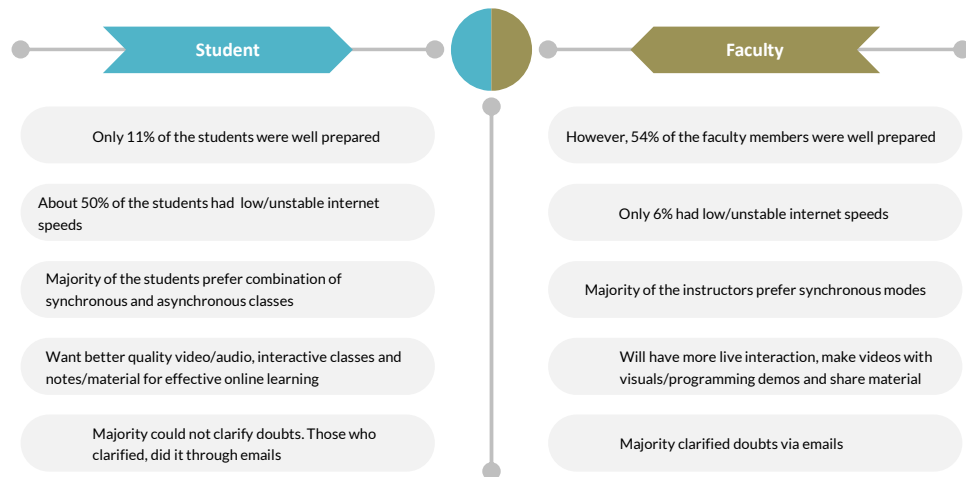 Student
Faculty
Only 11% of the students were well prepared
However, 54% of the faculty members were well prepared
About 50% of the students had  low/unstable internet
speeds
Only 6% had low/unstable internet speeds
Majority of the students prefer combination of
synchronous and asynchronous classes
Majority of the instructors prefer synchronous modes
Want better quality video/audio, interactive classes and
notes/material for effective online learning
Will have more live interaction, make videos with
visuals/programming demos and share material
Majority could not clarify doubts. Those who
clarified, did it through emails
Majority clarified doubts via emails